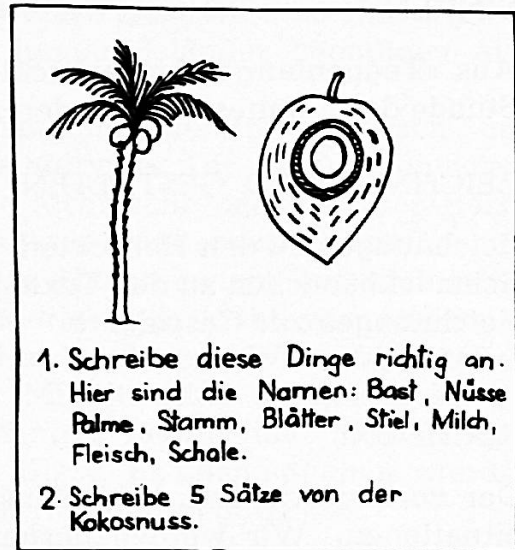 1. Schreibe diese Dinge richtig an.
Hier sind die Namen: Bast, Nüsse
Palme, Stamm, Blätter, Stiel, Milch,
Fleisch, Schale.
2. Schreibe 5 Sätze von der
Kokosnuss.